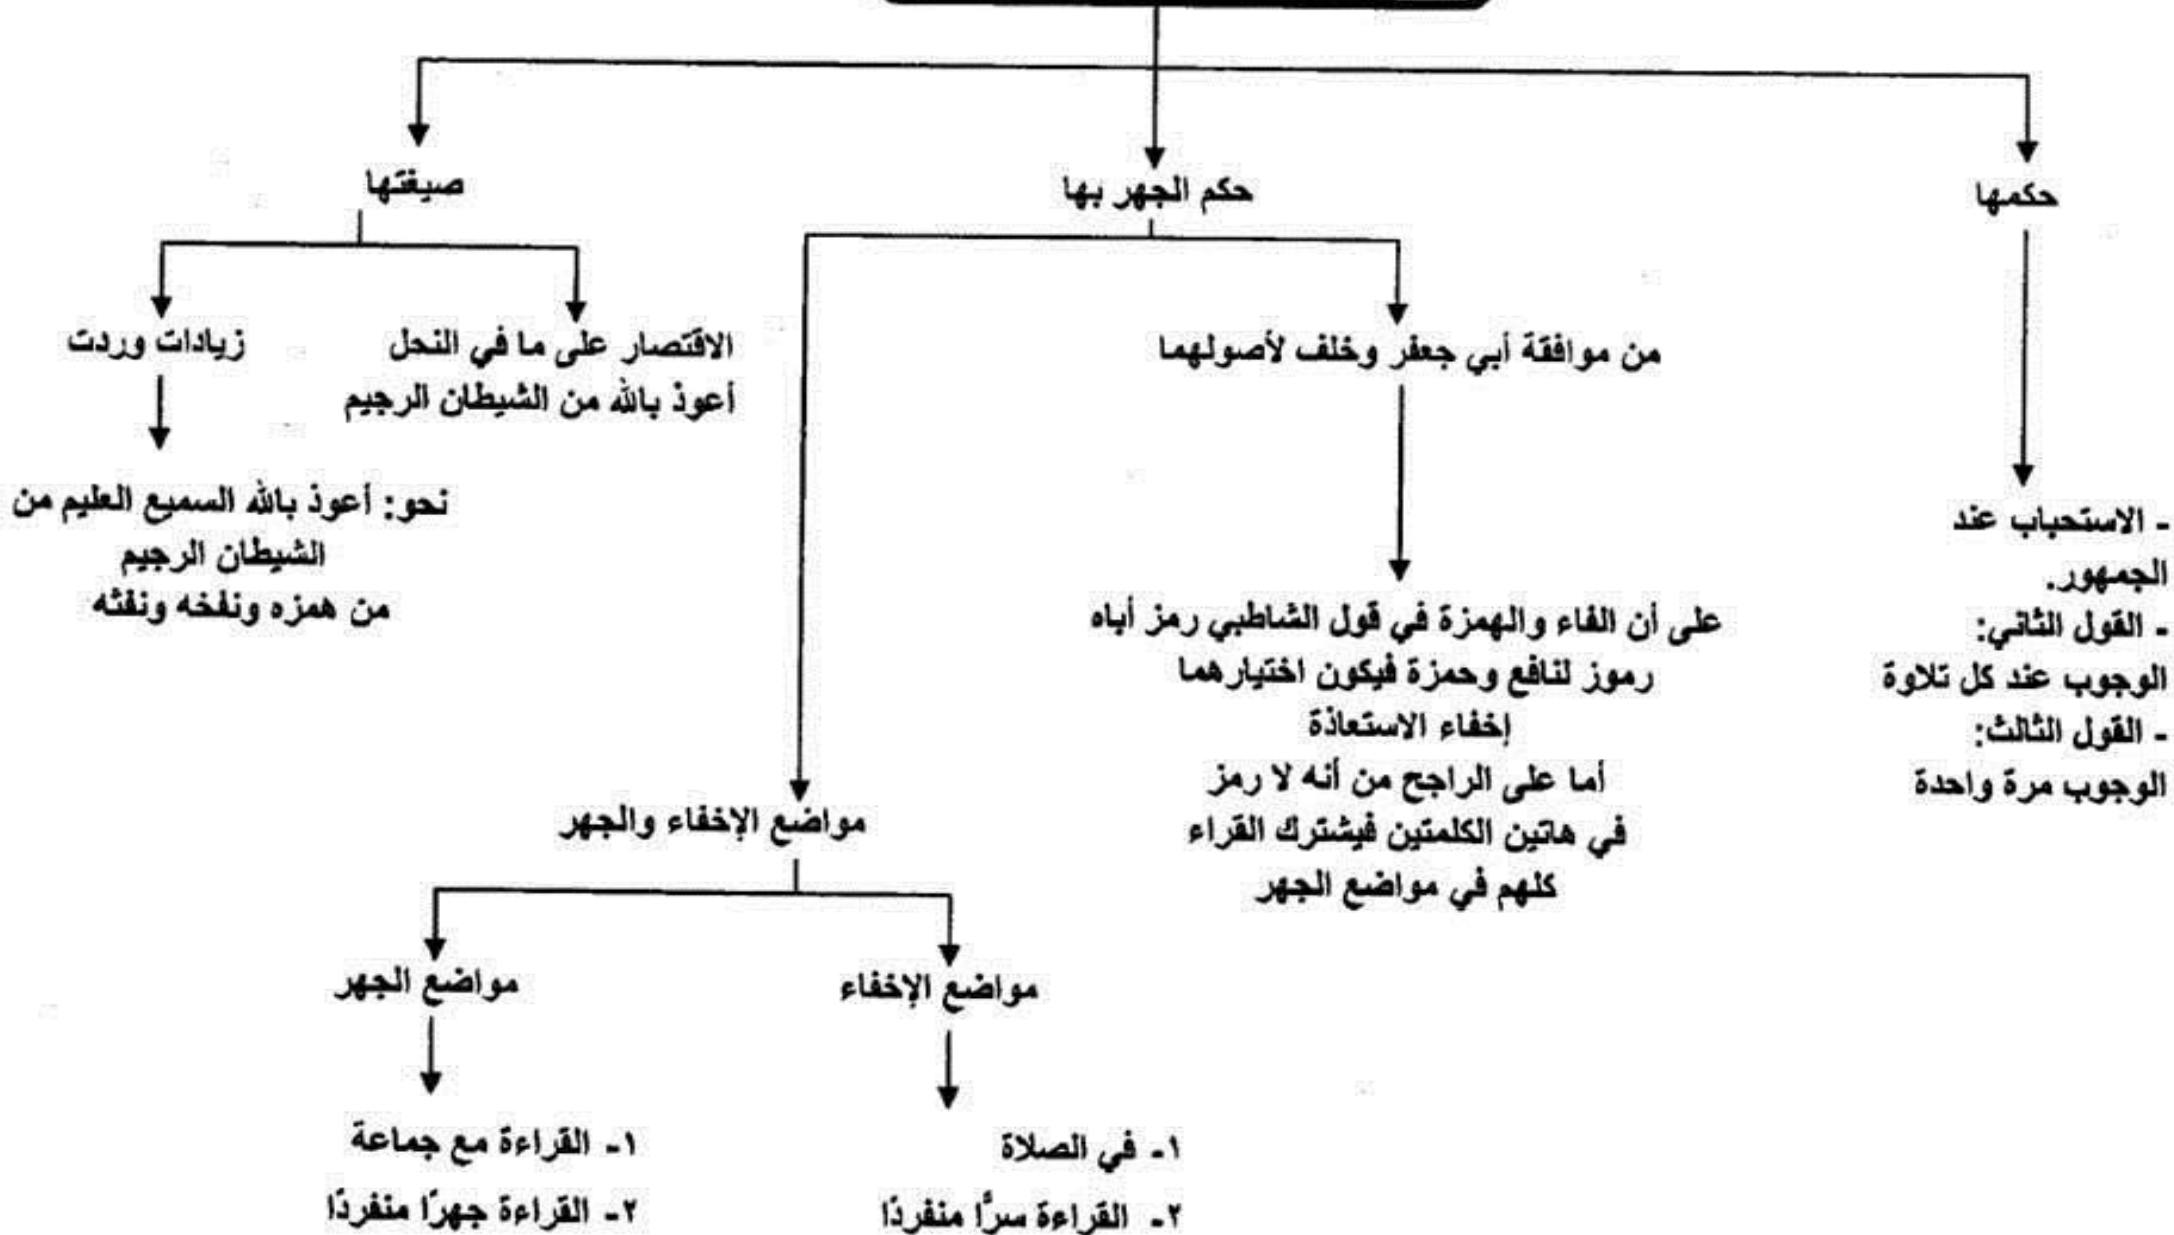 حكمها
- الاستحباب عند
الجمهور.
- القول الثاني:
الوجوب عند كل تلاوة
- القول الثالث:
الوجوب مرة واحدة
حكم الجهر بها
من موافقة أبي جعفر وخلف لأصولهما
على أن الفاء والهمزة في قول الشاطبي رمز أباه
رموز لنافع وحمزة فيكون اختيارهما
إخفاء الاستعاذة
أما على الراجح من أنه لا رمز
في هاتين الكلمتين فيشترك القراء
كلهم في مواضع الجهر
مواضع الإخفاء والجهر
مواضع الإخفاء
١- في الصلاة
٢- القراءة سرًّا منفردًا
مواضع الجهر
١- القراءة مع جماعة
٢- القراءة جهرًا منفردًا
صيغتها
الاقتصار على ما في النحل
أعوذ بالله من الشيطان الرجيم
زيادات وردت
نحو: أعوذ بالله السميع العليم من
الشيطان الرجيم
من همزه ونفخه ونفثه